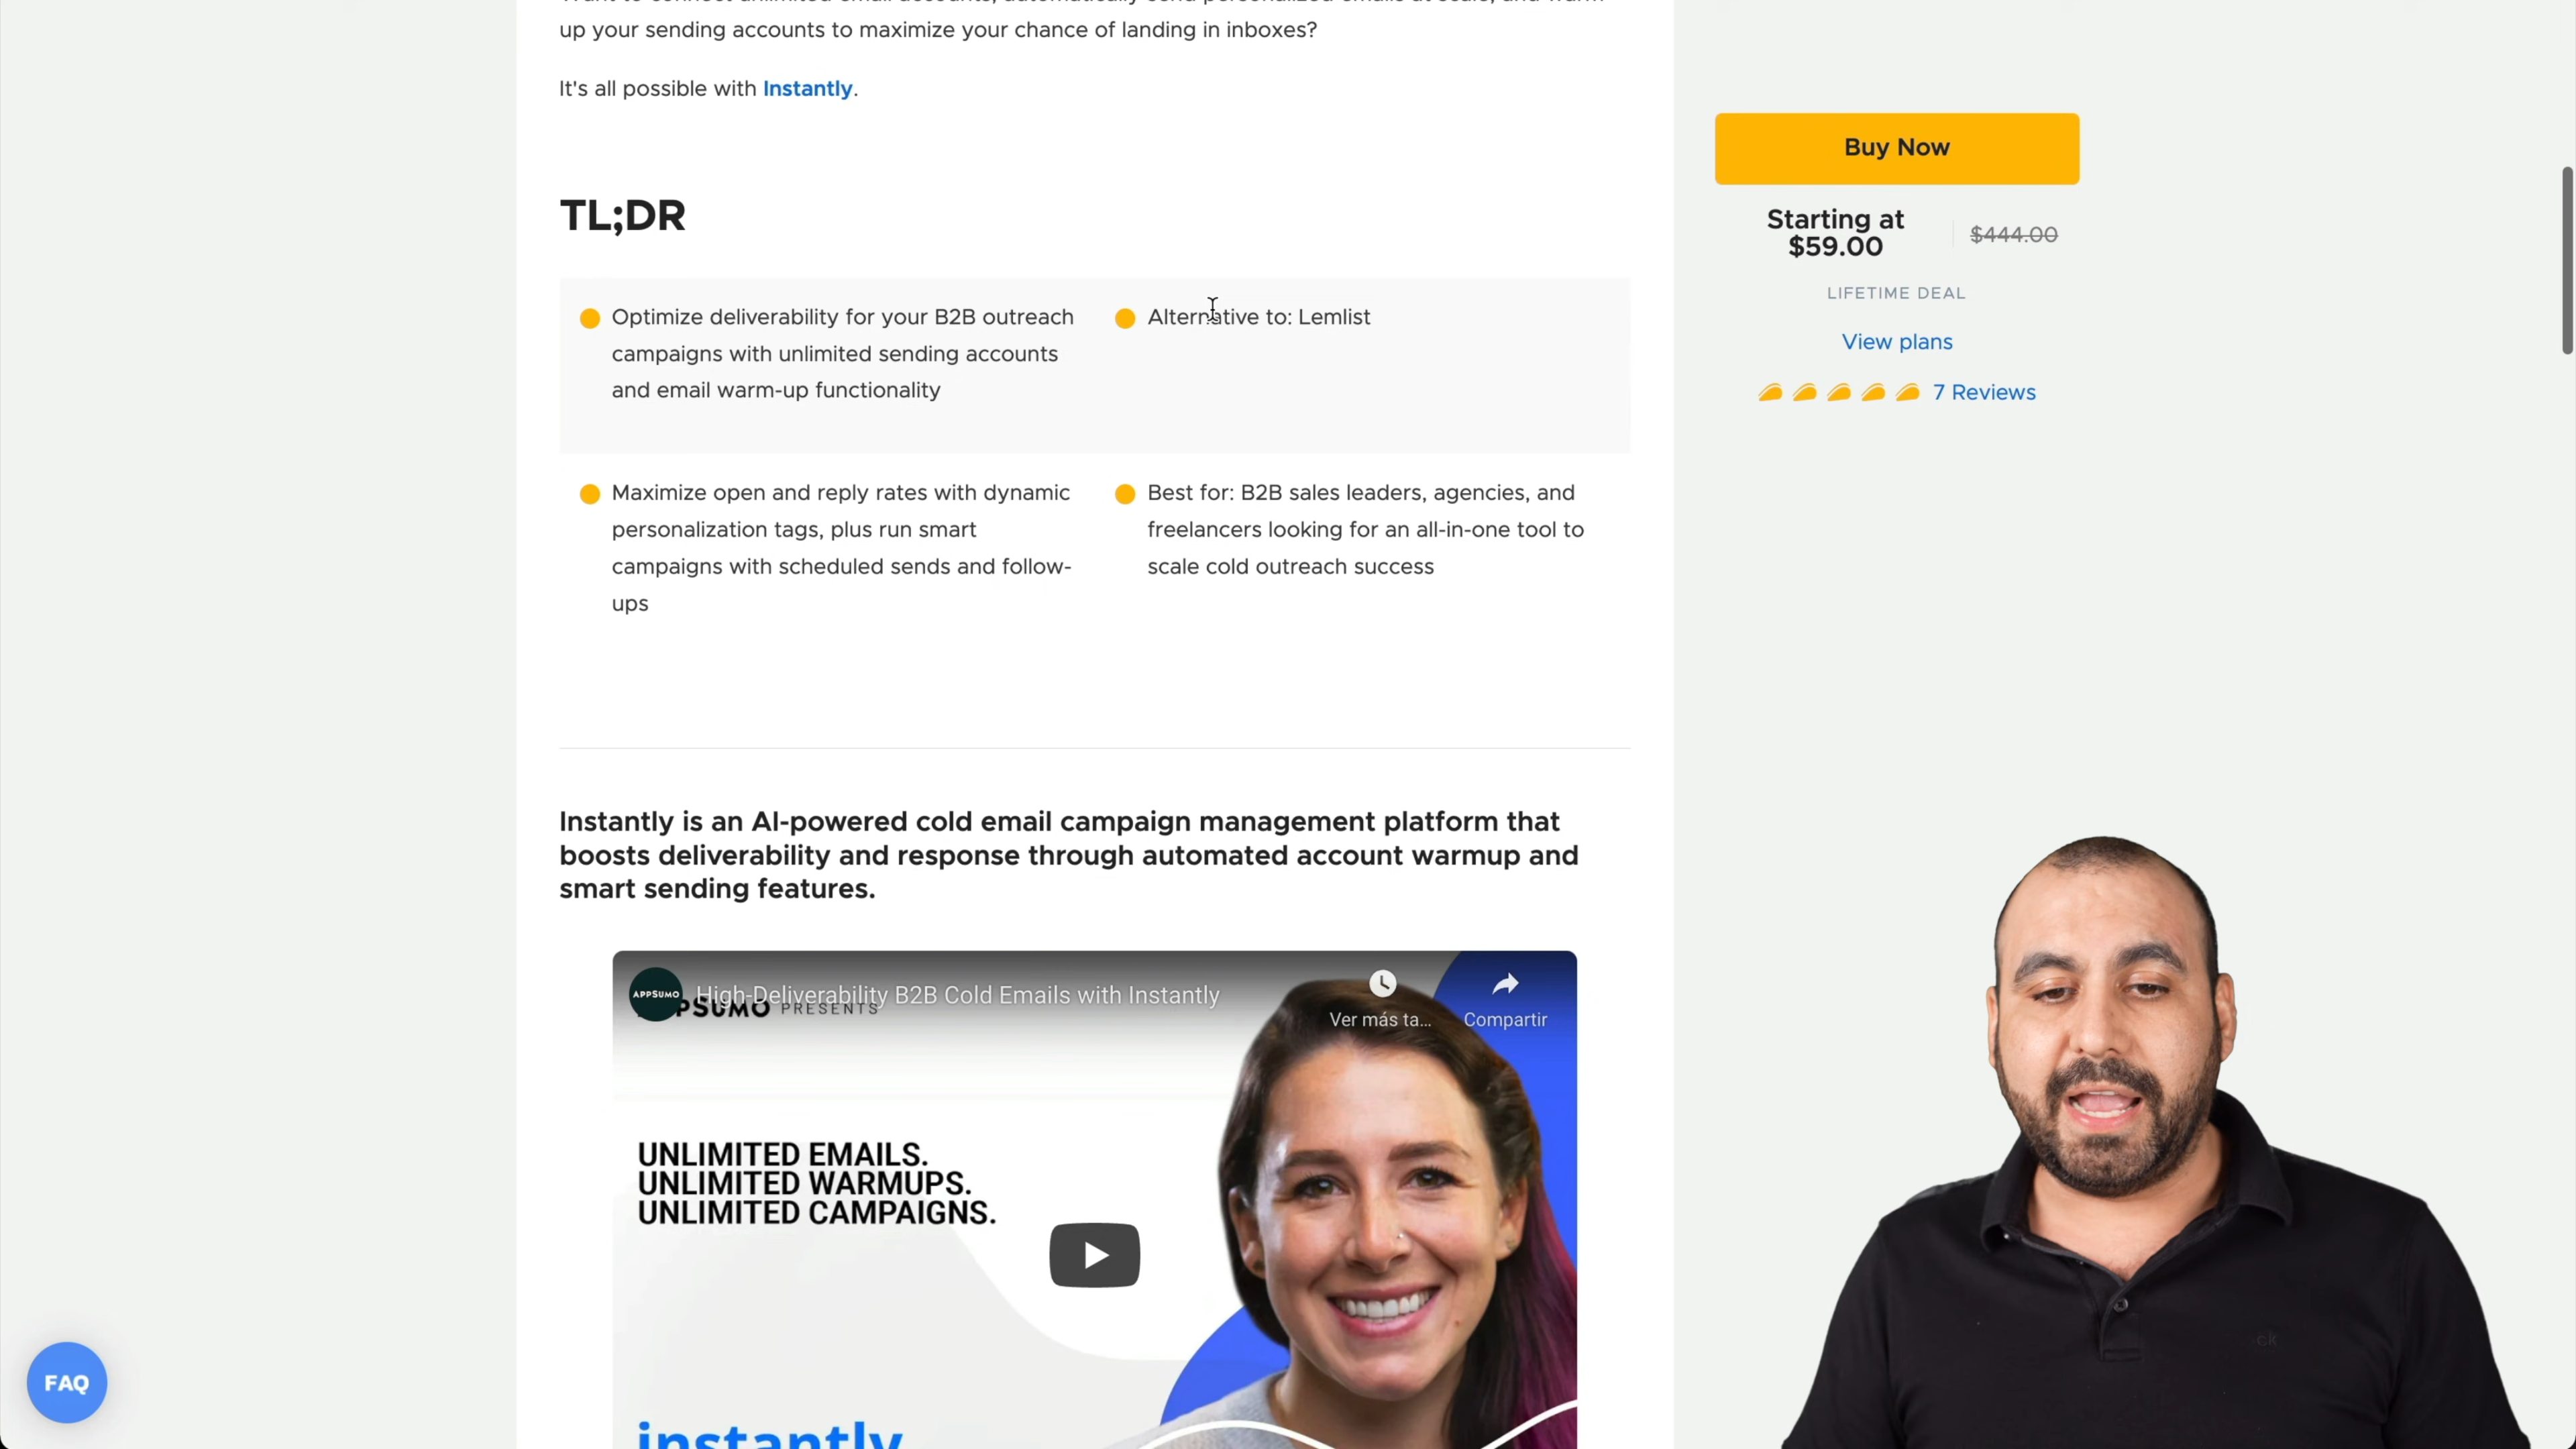 up your sending accounts to maximize your chance of landing in inboxes?
It's all possible with Instantly.
TL;DR
Optimize deliverability for your B2B outreach
campaigns with unlimited sending accounts
and email warm-up functionality
Alternative to: Lemlist
Maximize open and reply rates with dynamic
personalization tags, plus run smart
campaigns with scheduled sends and follow-
ups
Best for: B2B sales leaders, agencies, and
freelancers looking for an all-in-one tool to
scale cold outreach success
Instantly is an AI-powered cold email campaign management platform that
boosts deliverability and response through automated account warmup and
smart sending features.
APPSUMO
High-Deliverability B2B Cold Emails with Instantly
PSUMO PRESENTS
Ver más ta...
Compartir
UNLIMITED EMAILS.
UNLIMITED WARMUPS.
UNLIMITED CAMPAIGNS.
instantly
Buy Now
Starting at
$59.00
$444.00
LIFETIME DEAL
View plans
7 Reviews
FAQ